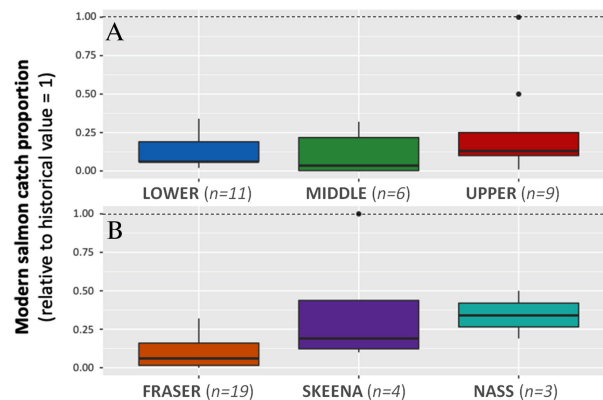 Modern salmon catch proportion
(relative to historical value = 1)
A
1.00
0.75
0.50
0.25
0.00
LOWER (n=11) MIDDLE (n=6) UPPER (n=9)
B
1.00
0.75
0.50
0.25
0.00
FRASER (n=19) SKEENA (n=4) NASS (n=3)